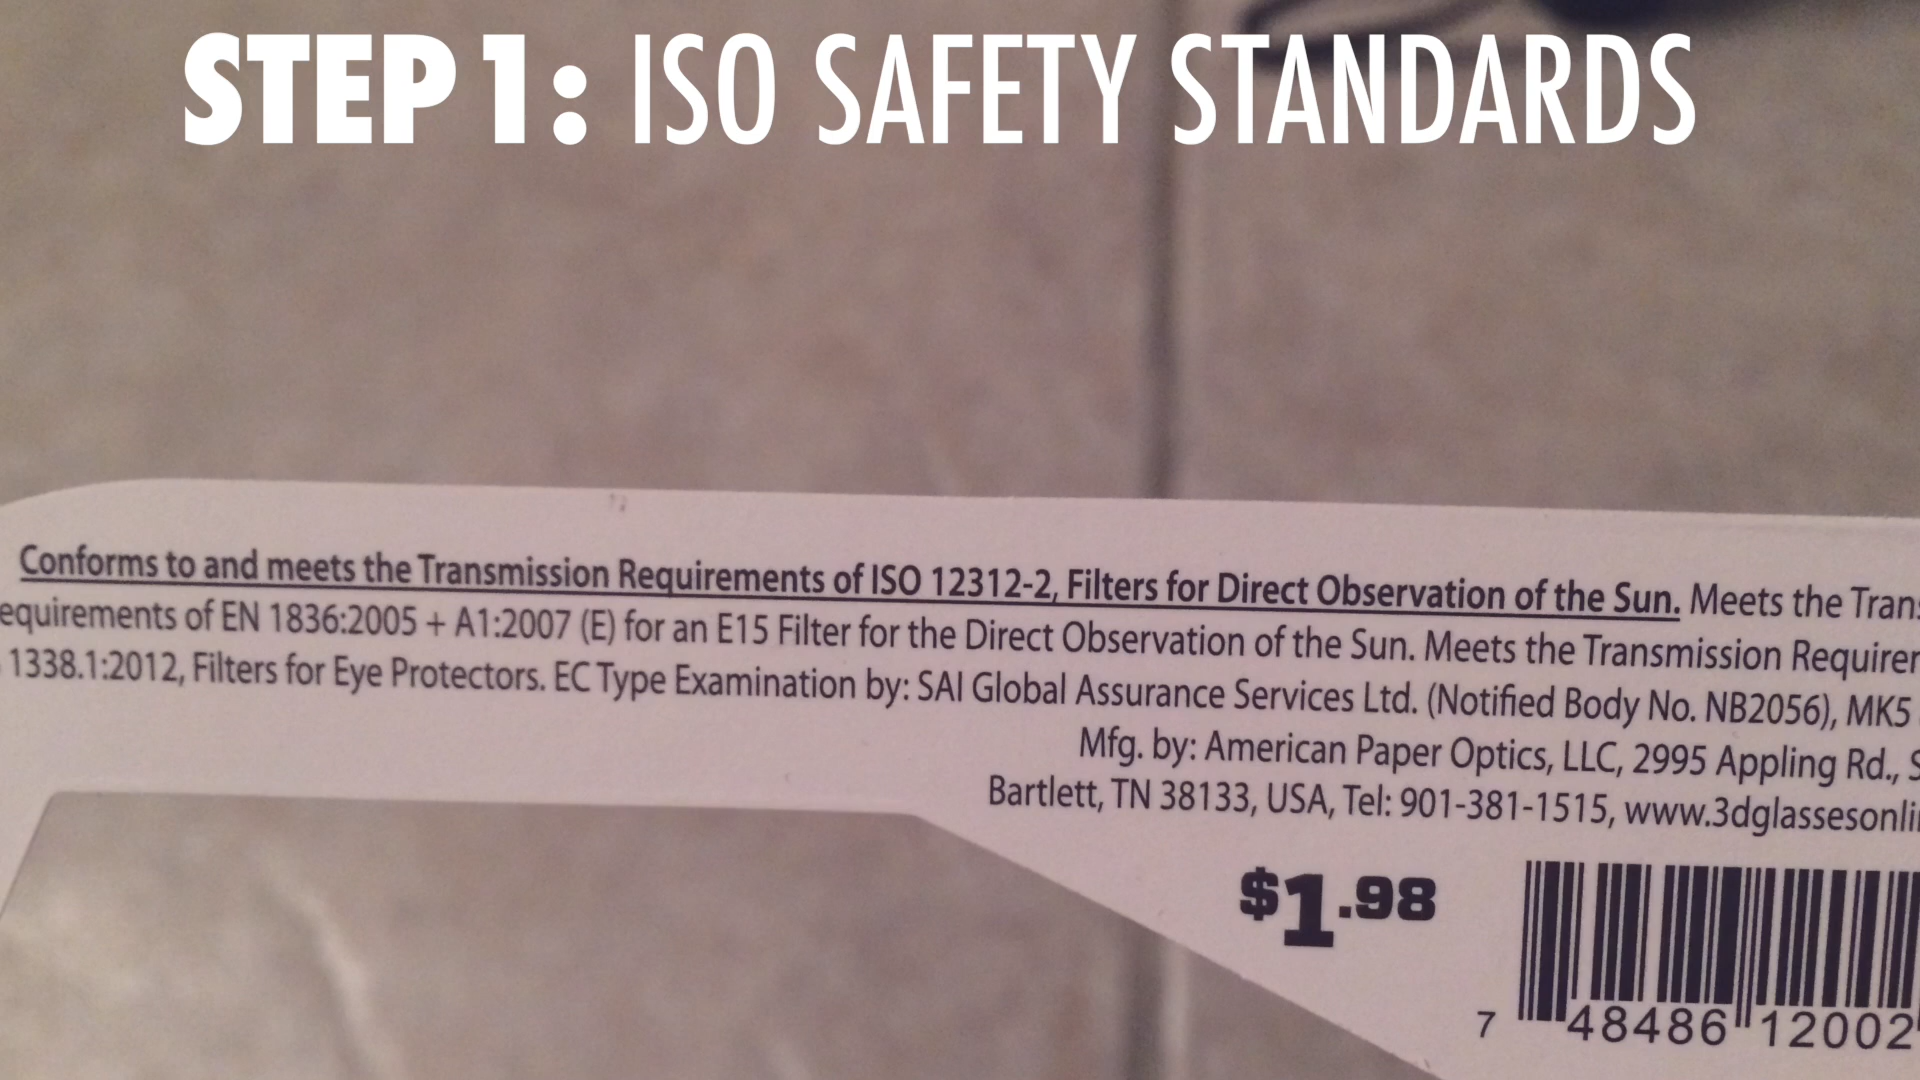 STEP 1: ISO SAFETY STANDARDS
Conforms to and meets the Transmission Requirements of ISO 12312-2, Filters for Direct Observation of the Sun. Meets the Trans
equirements of EN 1836:2005 + A1:2007 (E) for an E15 Filter for the Direct Observation of the Sun. Meets the Transmission Requirer
1338.1:2012, Filters for Eye Protectors. EC Type Examination by: SAI Global Assurance Services Ltd. (Notified Body No. NB2056), MK5
Mfg. by: American Paper Optics, LLC, 2995 Appling Rd., S
Bartlett, TN 38133, USA, Tel: 901-381-1515, www.3dglassesonli
$1.98
7 48486 12002